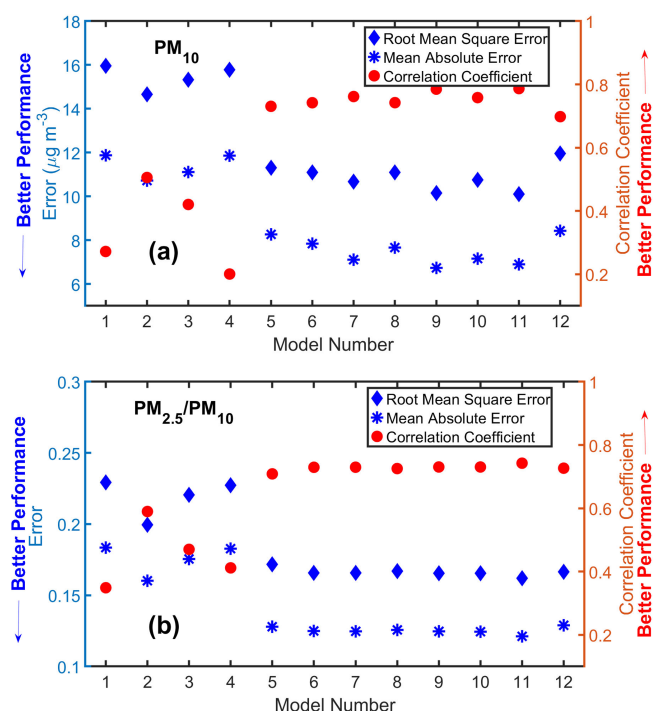 PM10
Root Mean Square Error
Mean Absolute Error
Correlation Coefficient
(a)
Better Performance
Error (μg m-3)
16
14
12
10
8
6
1
0.8
0.6
0.4
0.2
Correlation Coefficient
Better Performance
1 2 3 4 5 6 7 8 9 10 11 12
Model Number
PM2.5/PM10
Root Mean Square Error
Mean Absolute Error
Correlation Coefficient
(b)
Better Performance
Error
0.3
0.25
0.2
0.15
0.1
1
0.8
0.6
0.4
0.2
Correlation Coefficient
Better Performance
1 2 3 4 5 6 7 8 9 10 11 12
Model Number